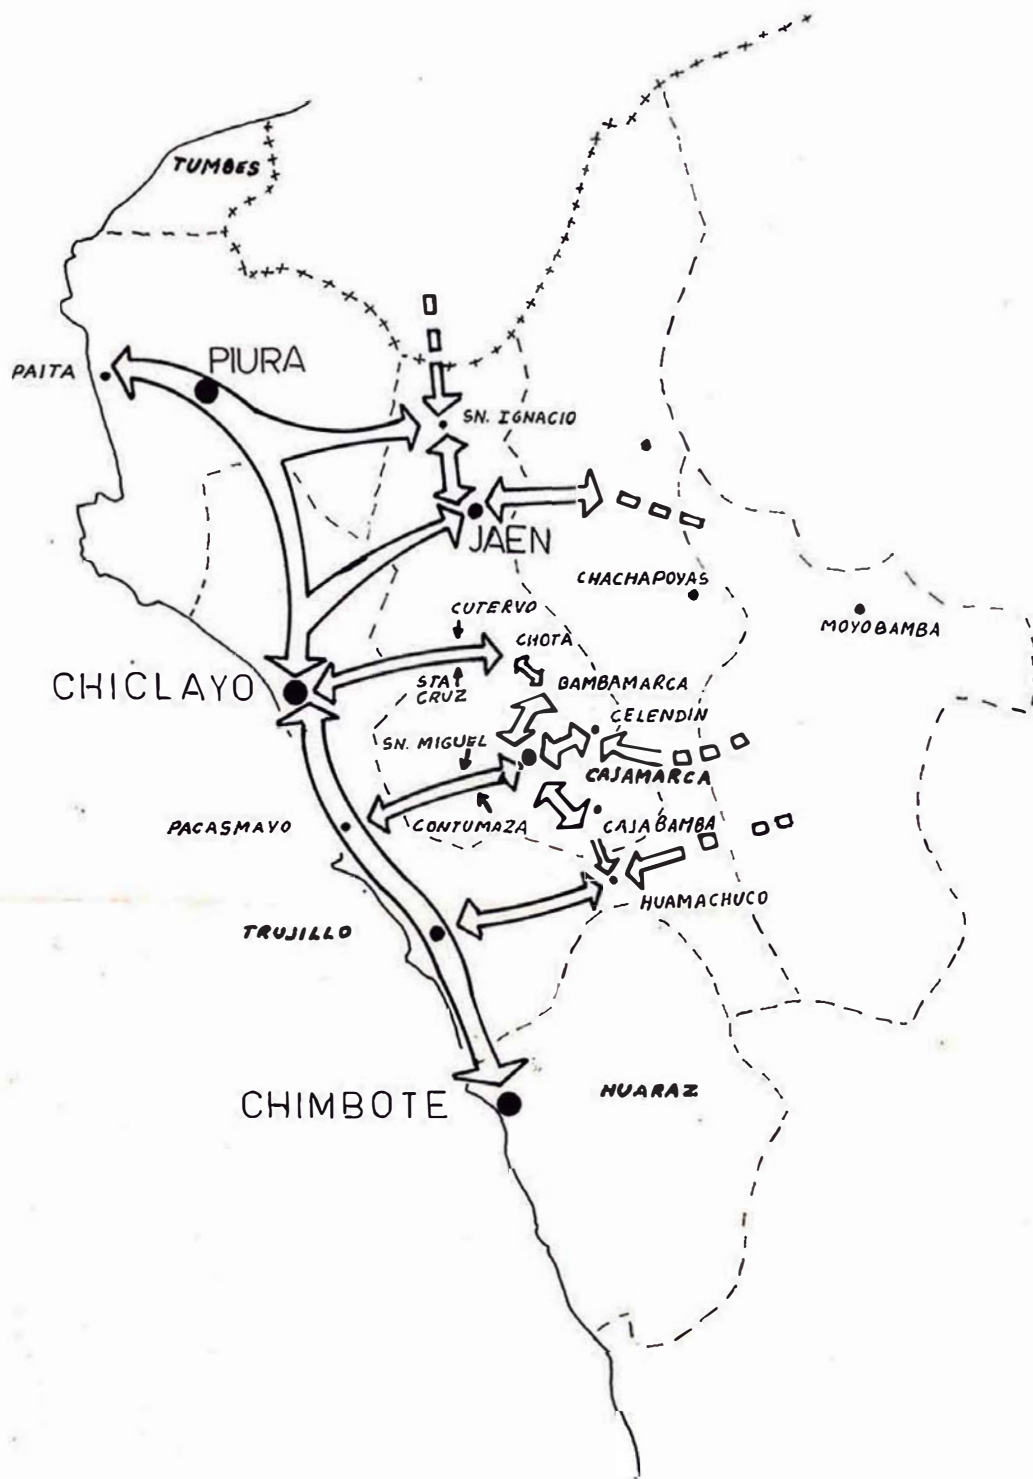 TUMBES
PIURA
PAITA
SN. IGNACIO
JAEN
CHACHAPOYAS
MOYOBAMBA
CUTERVO
CHOTA
STA
CRUZ
BAMBAMARCA
CHICLAYO
CELENDIN
SN. MIGUEL
CAJAMARCA
PACASMAYO
CONTUMAZA
CAJABAMBA
HUAMACHUCO
TRUJILLO
CHIMBOTE
HUARAZ